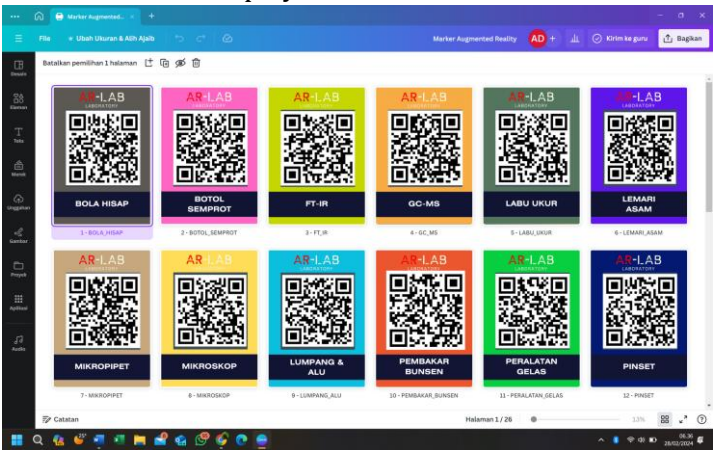 Marker Augmented...
File
Ubah Ukuran & Alih Ajaib
Marker Augmented Reality
AD
Kirim ke guru
Bagikan
Batalkan pemilihan 1 halaman
Desain
Elemen
Teks
Merek
Unggahan
Gambar
Proyek
Aplikasi
Audio
AR-LAB
LABORATORY
BOLA HISAP
1 - BOLA_HISAP
AR-LAB
LABORATORY
BOTOL
SEMPROT
2 - BOTOL_SEMPROT
AR-LAB
LABORATORY
FT-IR
3 - FT_IR
AR-LAB
LABORATORY
GC-MS
4 - GC_MS
AR-LAB
LABORATORY
LABU UKUR
5 - LABU_UKUR
AR-LAB
LABORATORY
LEMARI
ASAM
6 - LEMARI_ASAM
AR-LAB
LABORATORY
MIKROPIPET
7 - MIKROPIPET
AR-LAB
LABORATORY
MIKROSKOP
8 - MIKROSKOP
AR-LAB
LABORATORY
LUMPANG &
ALU
9 - LUMPANG_ALU
AR-LAB
LABORATORY
PEMBAKAR
BUNSEN
10 - PEMBAKAR_BUNSEN
AR-LAB
LABORATORY
PERALATAN
GELAS
11 - PERALATAN_GELAS
AR-LAB
LABORATORY
PINSET
12 - PINSET
Catatan
Halaman 1 / 26
13%
25°
06.36
28/02/2024